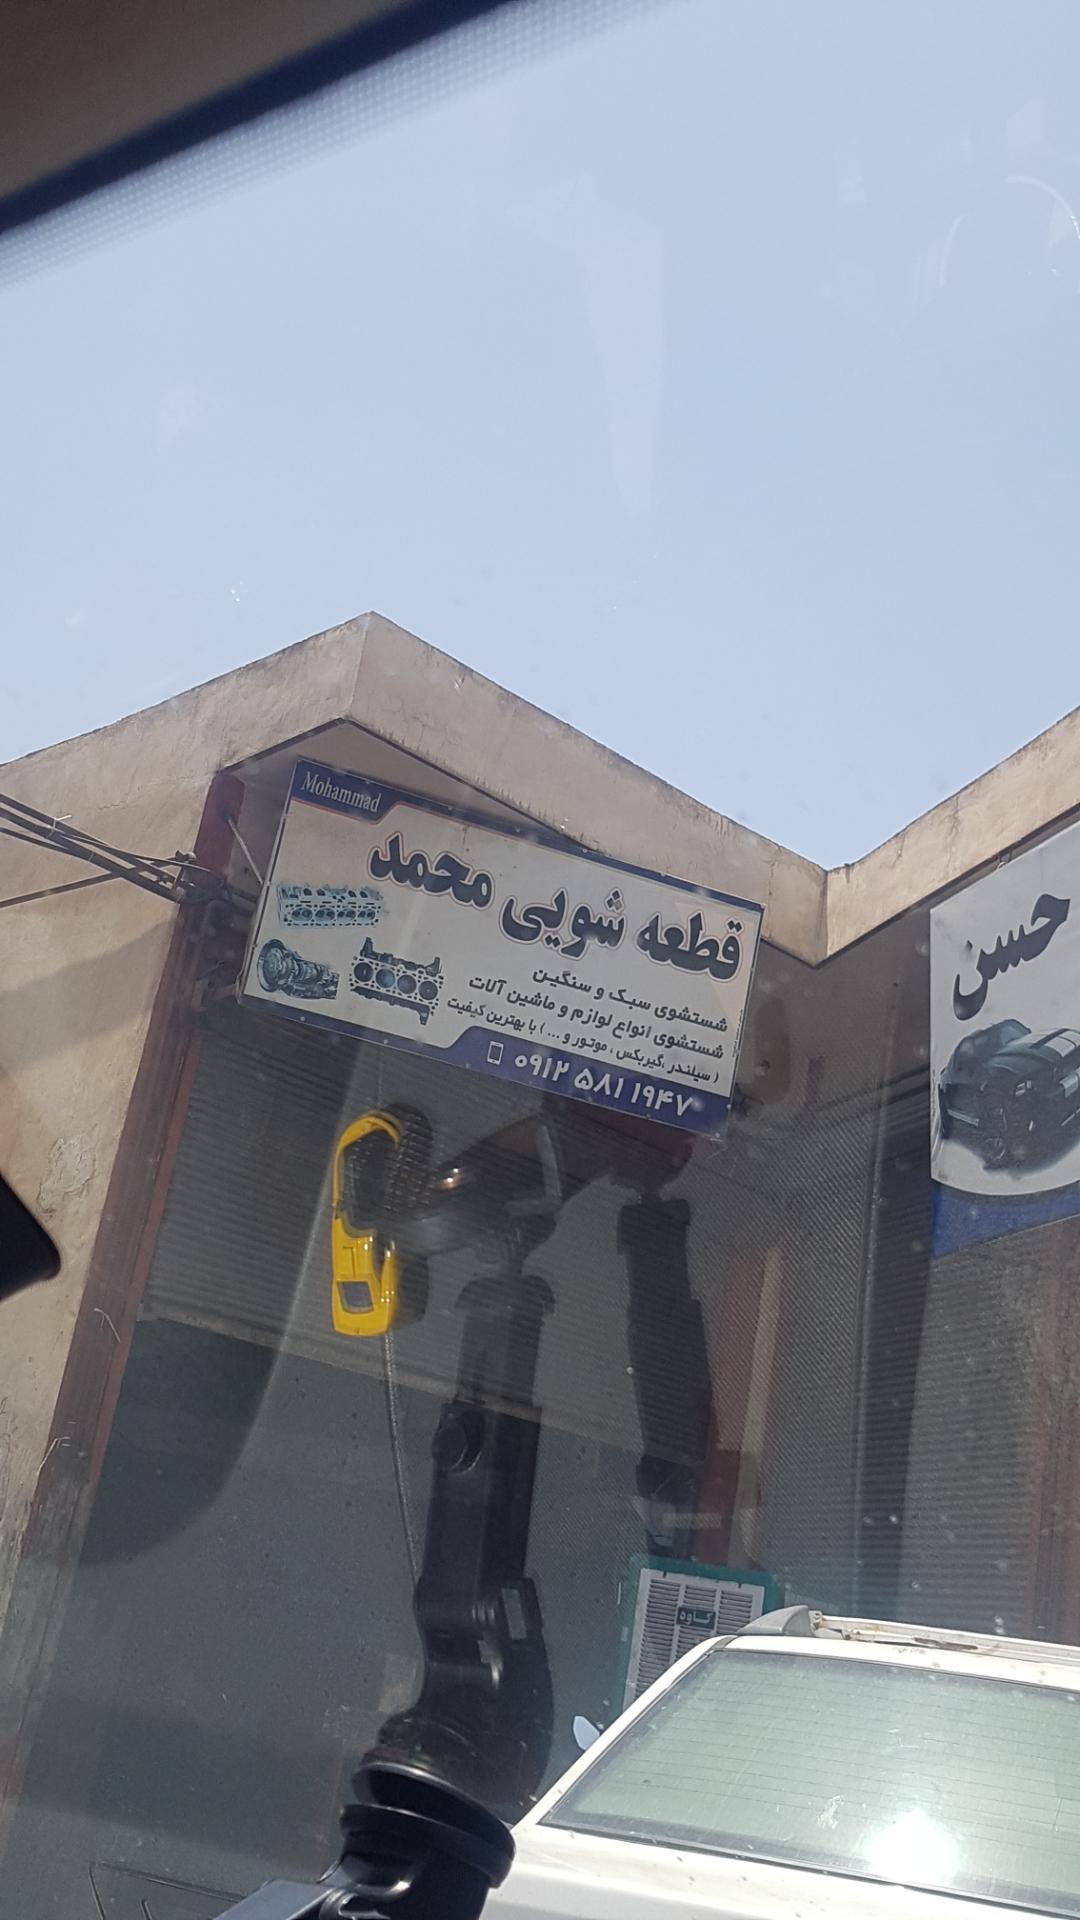 Mohammad
قطعه شویی محمد
شستشوی سبک و سنگین
شستشوی انواع لوازم و ماشین آلات
( سیلندر ،گیربکس ، موتور و ... ) با بهترین کیفیت
۰۹۱۲ ۵۸۱ ۱۹۴۷
حسن
کاوه